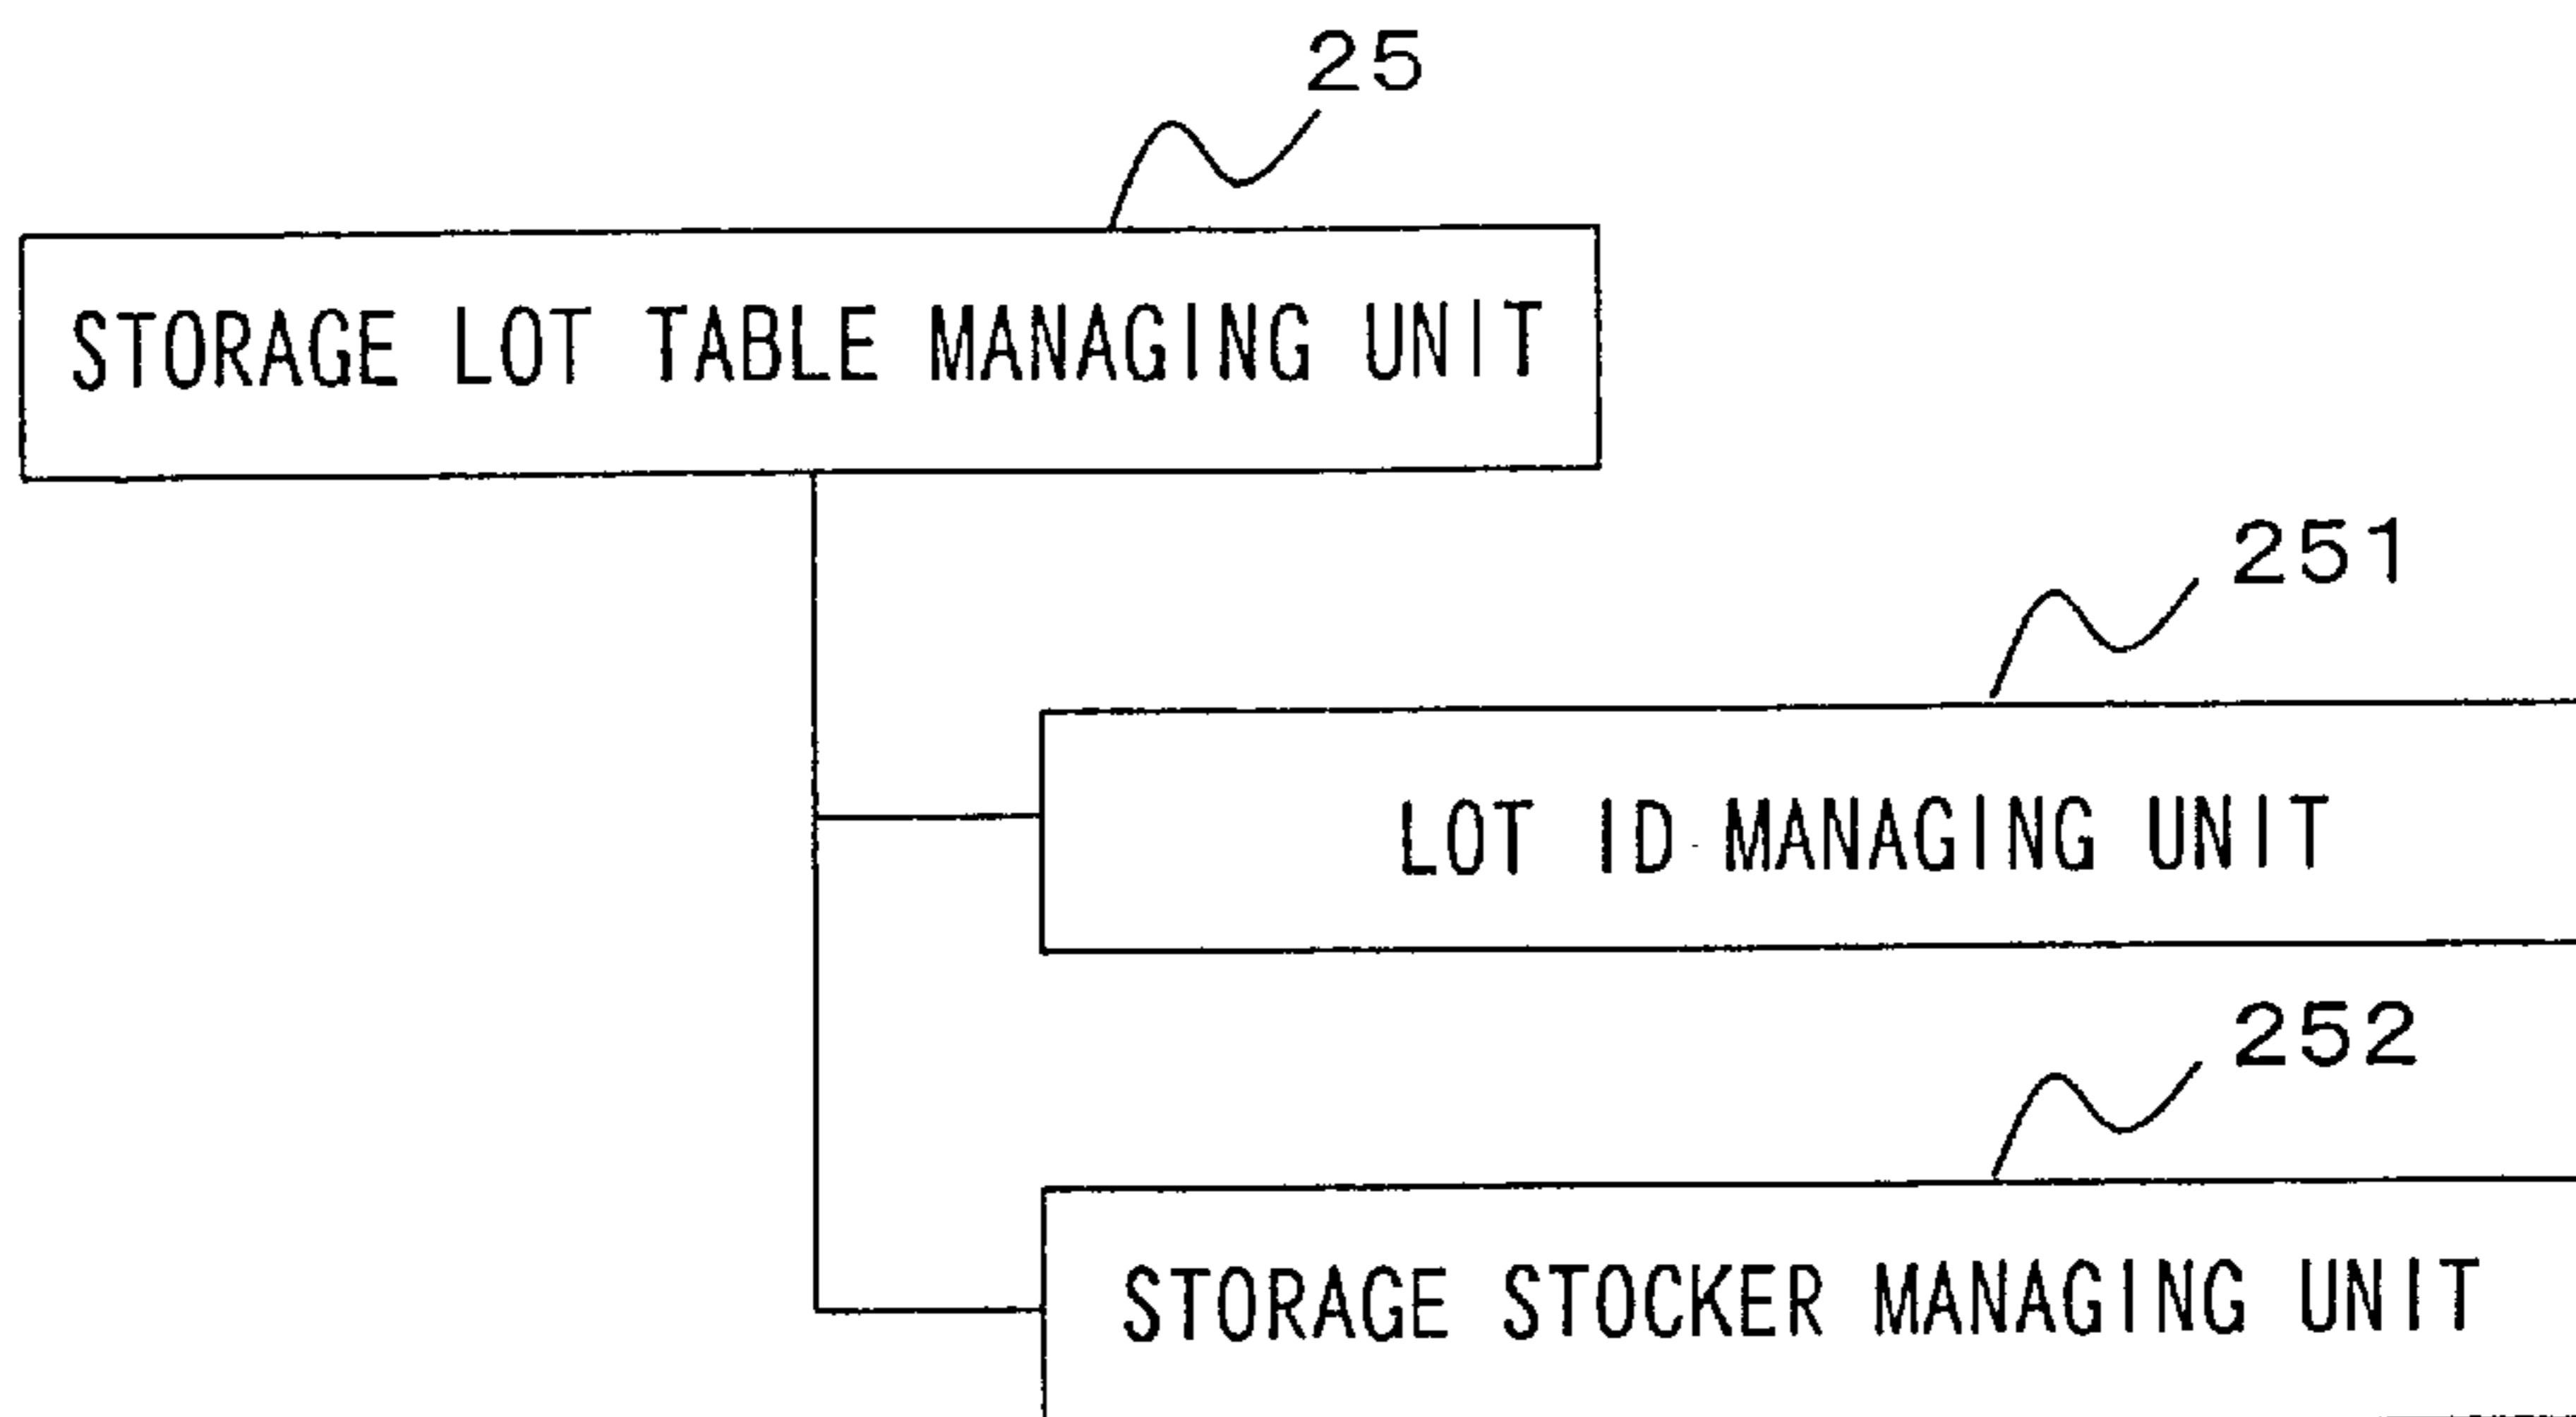 25
STORAGE LOT TABLE MANAGING UNIT
251
LOT ID MANAGING UNIT
252
STORAGE STOCKER MANAGING UNIT